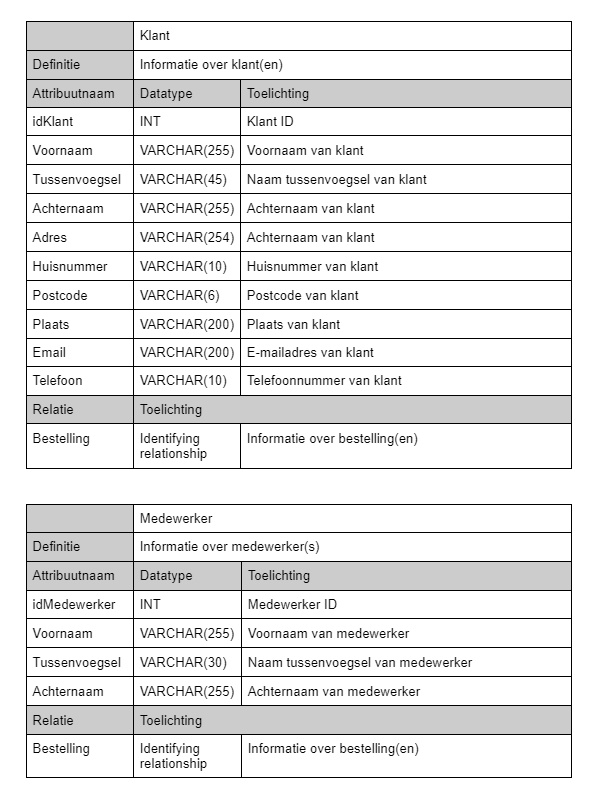 Klant
Definitie Informatie over klant(en)
Attribuutnaam Datatype Toelichting
idKlant INT Klant ID
Voornaam VARCHAR(255) Voornaam van klant
Tussenvoegsel VARCHAR(45) Naam tussenvoegsel van klant
Achternaam VARCHAR(255) Achternaam van klant
Adres VARCHAR(254) Achternaam van klant
Huisnummer VARCHAR(10) Huisnummer van klant
Postcode VARCHAR(6) Postcode van klant
Plaats VARCHAR(200) Plaats van klant
Email VARCHAR(200) E-mailadres van klant
Telefoon VARCHAR(10) Telefoonnummer van klant
Relatie Toelichting
Bestelling Identifying Informatie over bestelling(en)
relationship
Medewerker
Definitie Informatie over medewerker(s)
Attribuutnaam Datatype Toelichting
idMedewerker INT Medewerker ID
Voornaam VARCHAR(255) Voornaam van medewerker
Tussenvoegsel VARCHAR(30) Naam tussenvoegsel van medewerker
Achternaam VARCHAR(255) Achternaam van medewerker
Relatie Toelichting
Bestelling Identifying Informatie over bestelling(en)
relationship